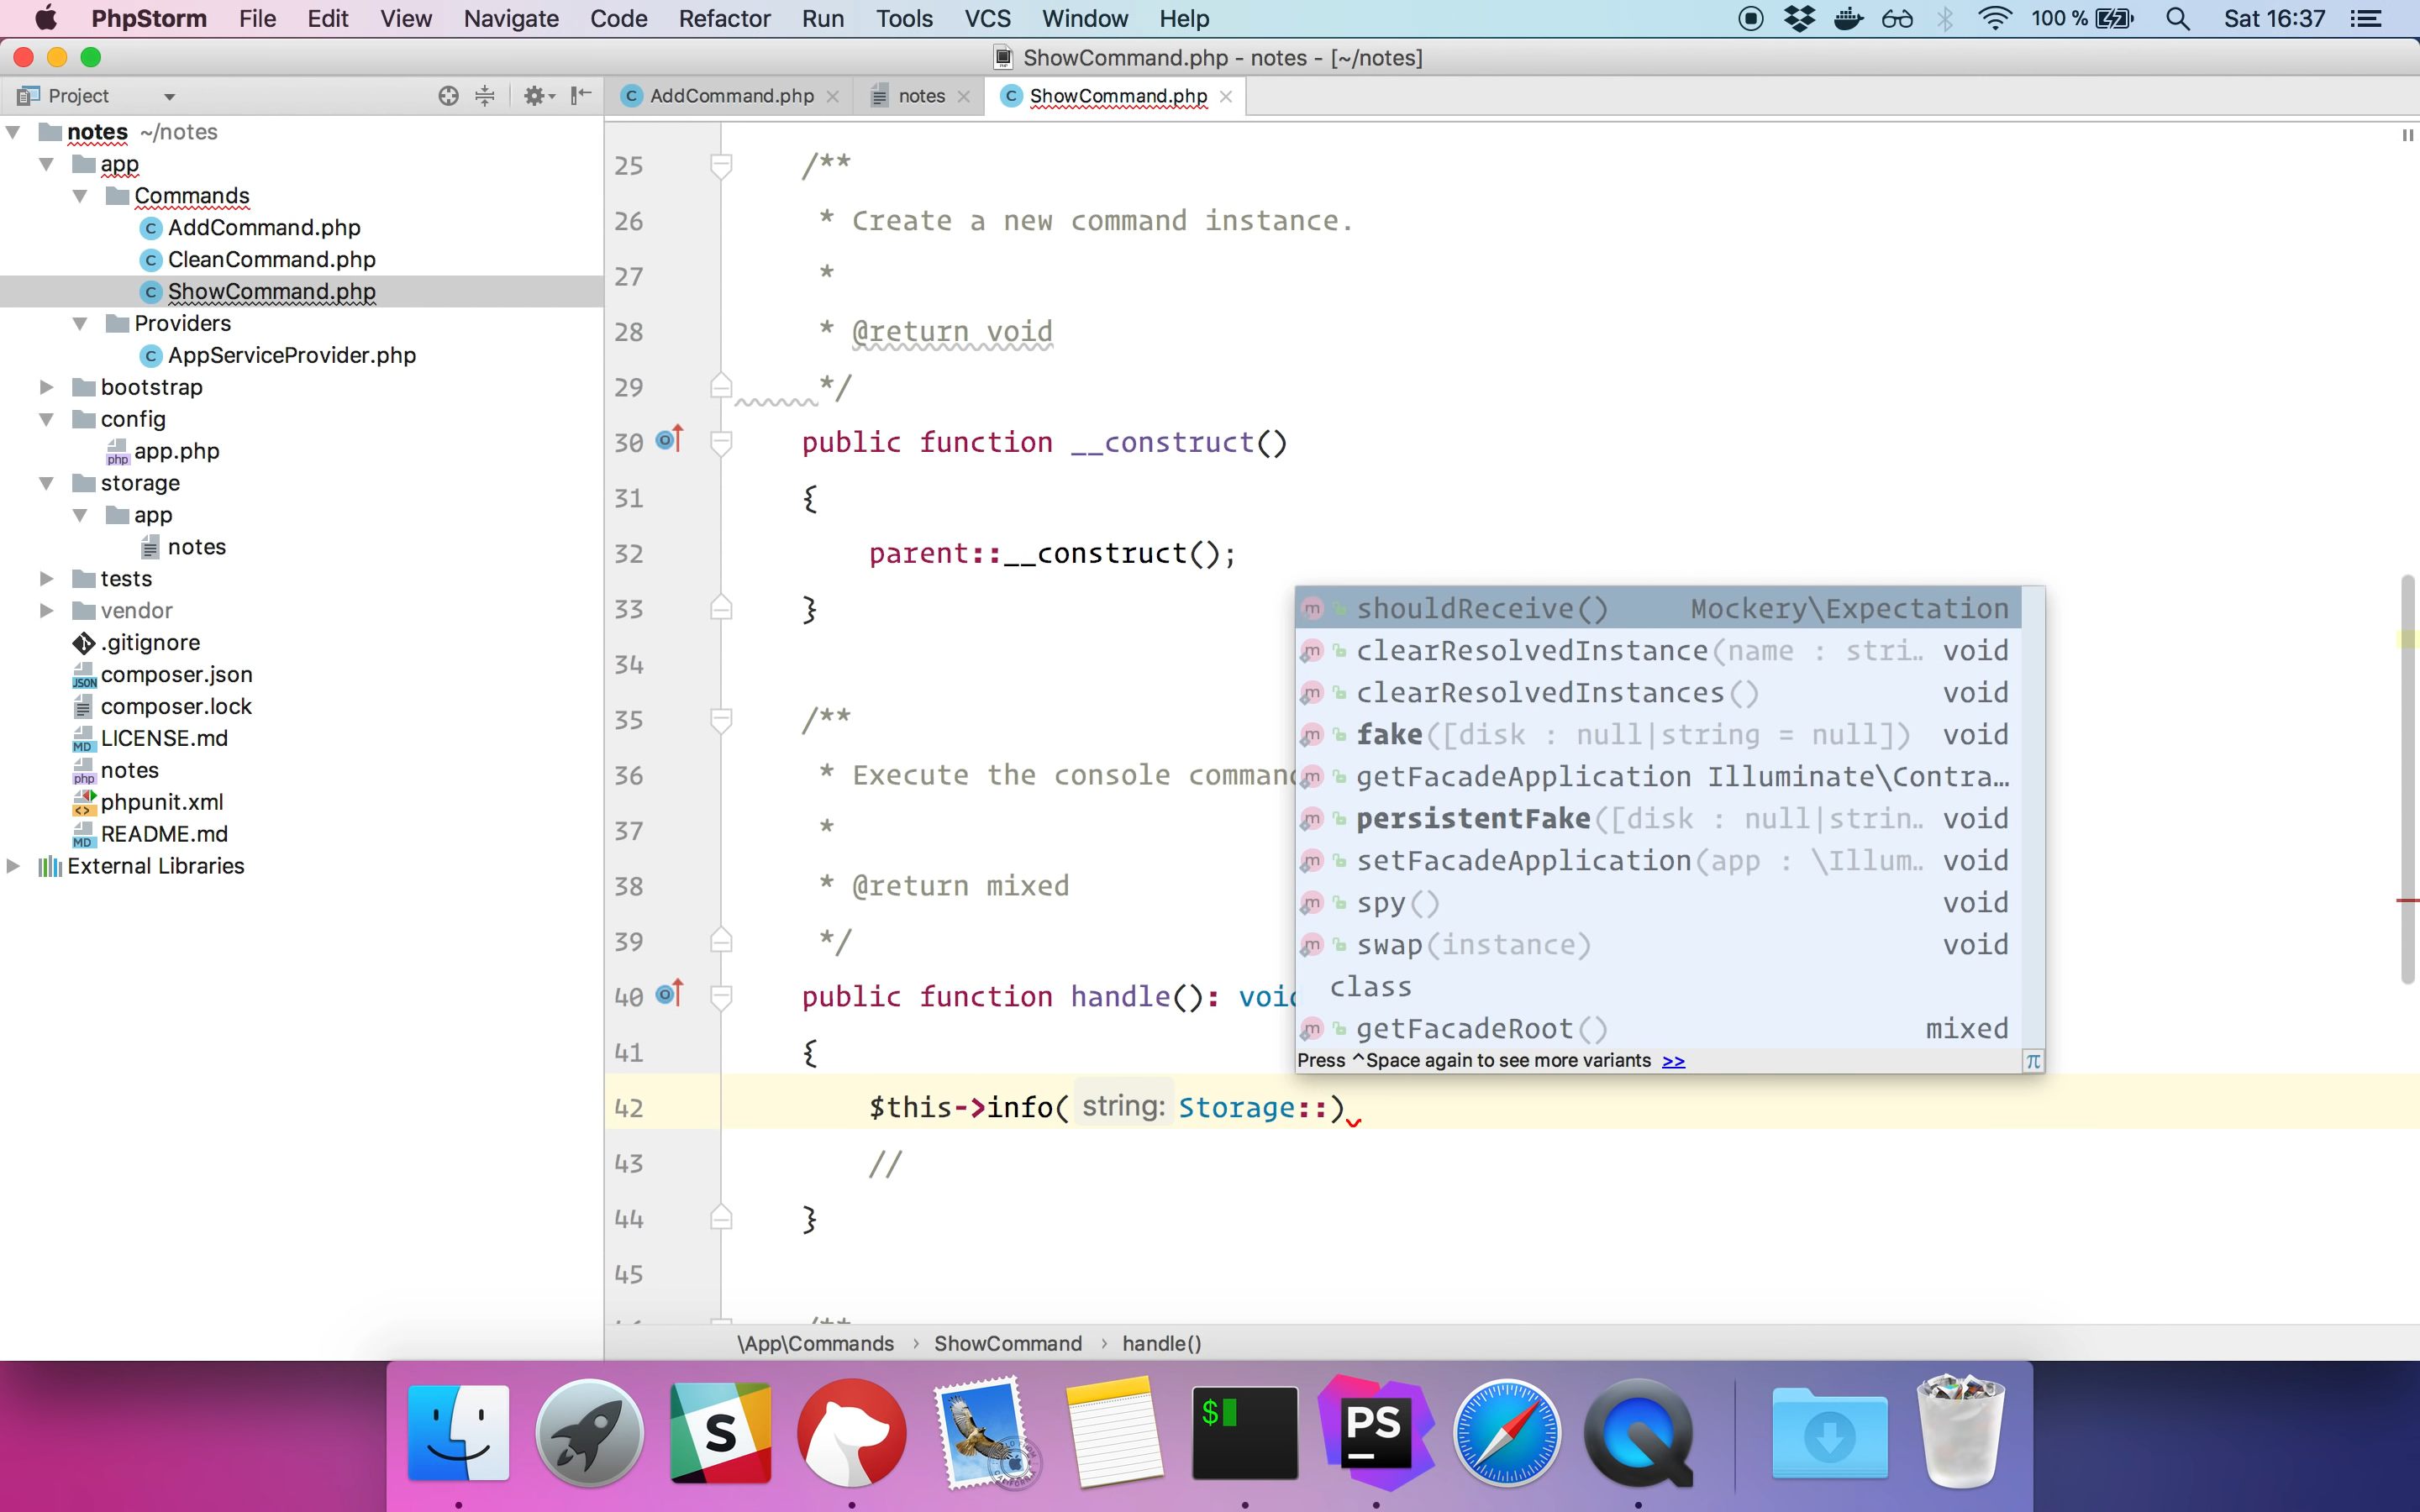 PhpStorm File Edit View Navigate Code Refactor Run Tools VCS Window Help 100 % Sat 16:37
ShowCommand.php - notes - [~/notes]
Project
AddCommand.php notes ShowCommand.php
notes ~/notes
app
Commands
AddCommand.php
CleanCommand.php
ShowCommand.php
Providers
AppServiceProvider.php
bootstrap
config
app.php
storage
app
notes
tests
vendor
.gitignore
composer.json
composer.lock
LICENSE.md
notes
phpunit.xml
README.md
External Libraries
25 /**
26 * Create a new command instance.
27 *
28 * @return void
29 */
30 public function __construct()
31 {
32 parent::__construct();
33 }
34
35 /**
36 * Execute the console command
37 *
38 * @return mixed
39 */
40 public function handle(): void
41 {
42 $this->info( string: Storage::)
43 //
44 }
45
shouldReceive() Mockery\Expectation
clearResolvedInstance(name : stri… void
clearResolvedInstances() void
fake([disk : null|string = null]) void
getFacadeApplication Illuminate\Contra…
persistentFake([disk : null|strin… void
setFacadeApplication(app : \Illum… void
spy() void
swap(instance) void
class
getFacadeRoot() mixed
Press ^Space again to see more variants >>
π
\App\Commands › ShowCommand › handle()
S
$
PS